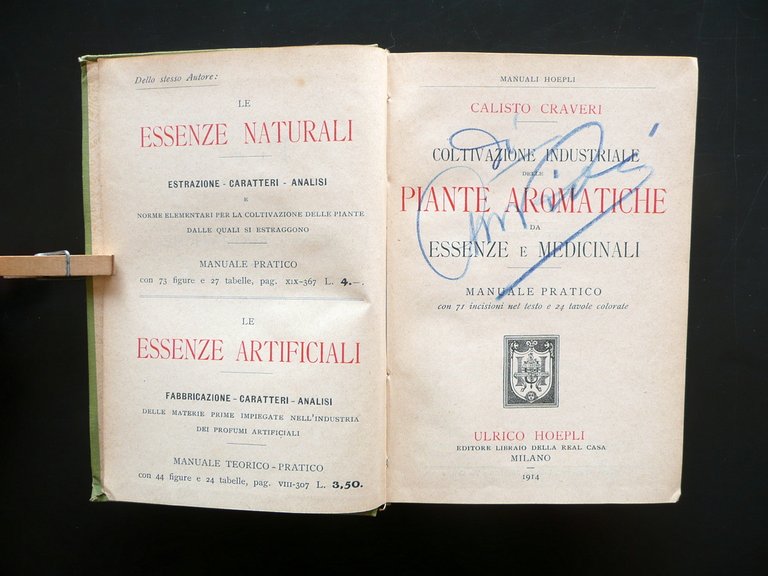 Dello stesso Autore:
LE
ESSENZE NATURALI
ESTRAZIONE - CARATTERI - ANALISI
E
NORME ELEMENTARI PER LA COLTIVAZIONE DELLE PIANTE
DALLE QUALI SI ESTRAGGONO
MANUALE PRATICO
con 73 figure e 27 tabelle, pag. XIX-367 L. 4.—.
LE
ESSENZE ARTIFICIALI
FABBRICAZIONE - CARATTERI - ANALISI
DELLE MATERIE PRIME IMPIEGATE NELL'INDUSTRIA
DEI PROFUMI ARTIFICIALI
MANUALE TEORICO-PRATICO
con 44 figure e 24 tabelle, pag. VIII-307 L. 3,50.
MANUALI HOEPLI
CALISTO CRAVERI
COLTIVAZIONE INDUSTRIALE
DELLE
PIANTE AROMATICHE
DA
ESSENZE E MEDICINALI
MANUALE PRATICO
con 71 incisioni nel testo e 24 tavole colorate
ULRICO HOEPLI
EDITORE LIBRAIO DELLA REAL CASA
MILANO
1914